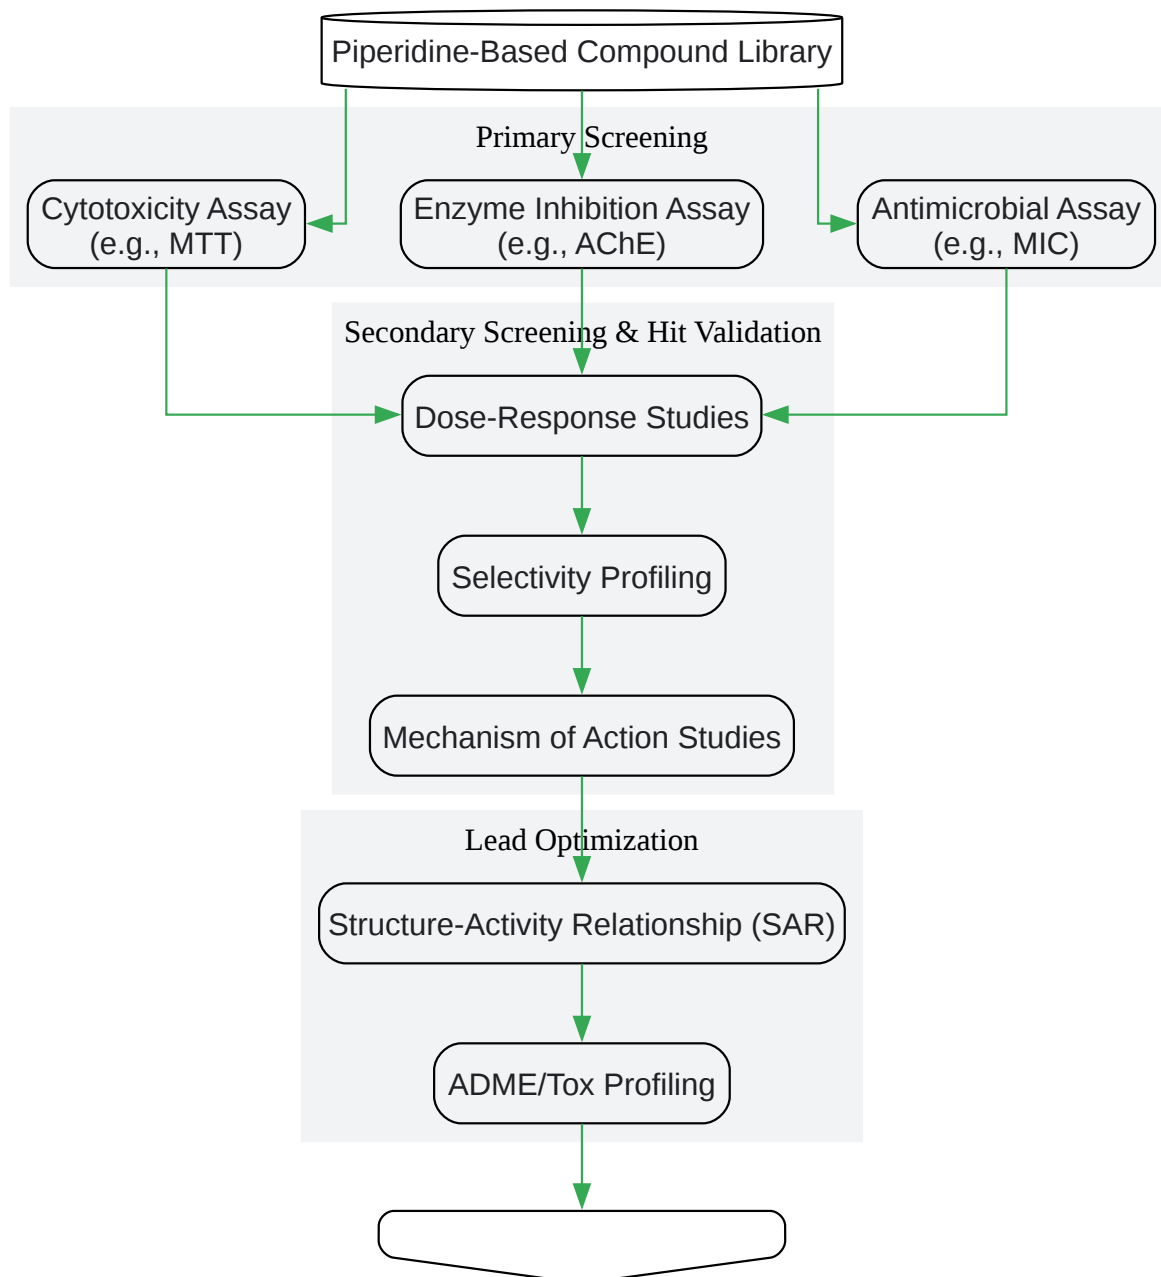 Piperidine-Based Compound Library
Primary Screening
Cytotoxicity Assay
(e.g., MTT)
Enzyme Inhibition Assay
(e.g., AChE)
Antimicrobial Assay
(e.g., MIC)
Secondary Screening & Hit Validation
Dose-Response Studies
Selectivity Profiling
Mechanism of Action Studies
Lead Optimization
Structure-Activity Relationship (SAR)
ADME/Tox Profiling